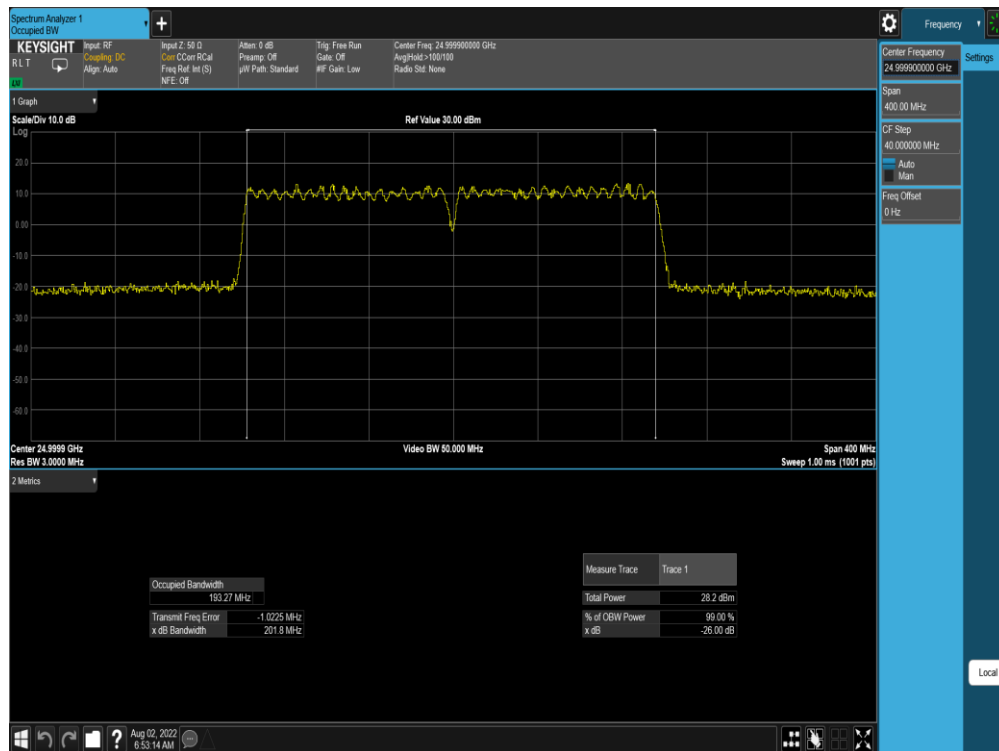 Spectrum Analyzer 1
Occupied BW
Frequency
KEYSIGHT
Input: RF
Input Z: 50 Ω
Atten: 0 dB
Trig: Free Run
Center Freq: 24.999900000 GHz
R L T
Coupling: DC
Corr CCorr RCal
Preamp: Off
Gate: Off
Avg|Hold:>100/100
Align: Auto
Freq Ref: Int (S)
µW Path: Standard
#IF Gain: Low
Radio Std: None
NFE: Off
LXI
Center Frequency
24.999900000 GHz
Settings
Span
400.00 MHz
CF Step
40.000000 MHz
Auto
Man
Freq Offset
0 Hz
1 Graph
Scale/Div 10.0 dB
Ref Value 30.00 dBm
Log
20.0
10.0
0.00
-10.0
-20.0
-30.0
-40.0
-50.0
-60.0
Center 24.9999 GHz
Video BW 50.000 MHz
Span 400 MHz
Res BW 3.0000 MHz
Sweep 1.00 ms (1001 pts)
2 Metrics
Occupied Bandwidth
193.27 MHz
Transmit Freq Error -1.0225 MHz
x dB Bandwidth 201.8 MHz
Measure Trace Trace 1
Total Power 28.2 dBm
% of OBW Power 99.00 %
x dB -26.00 dB
Local
?
Aug 02, 2022
6:53:14 AM